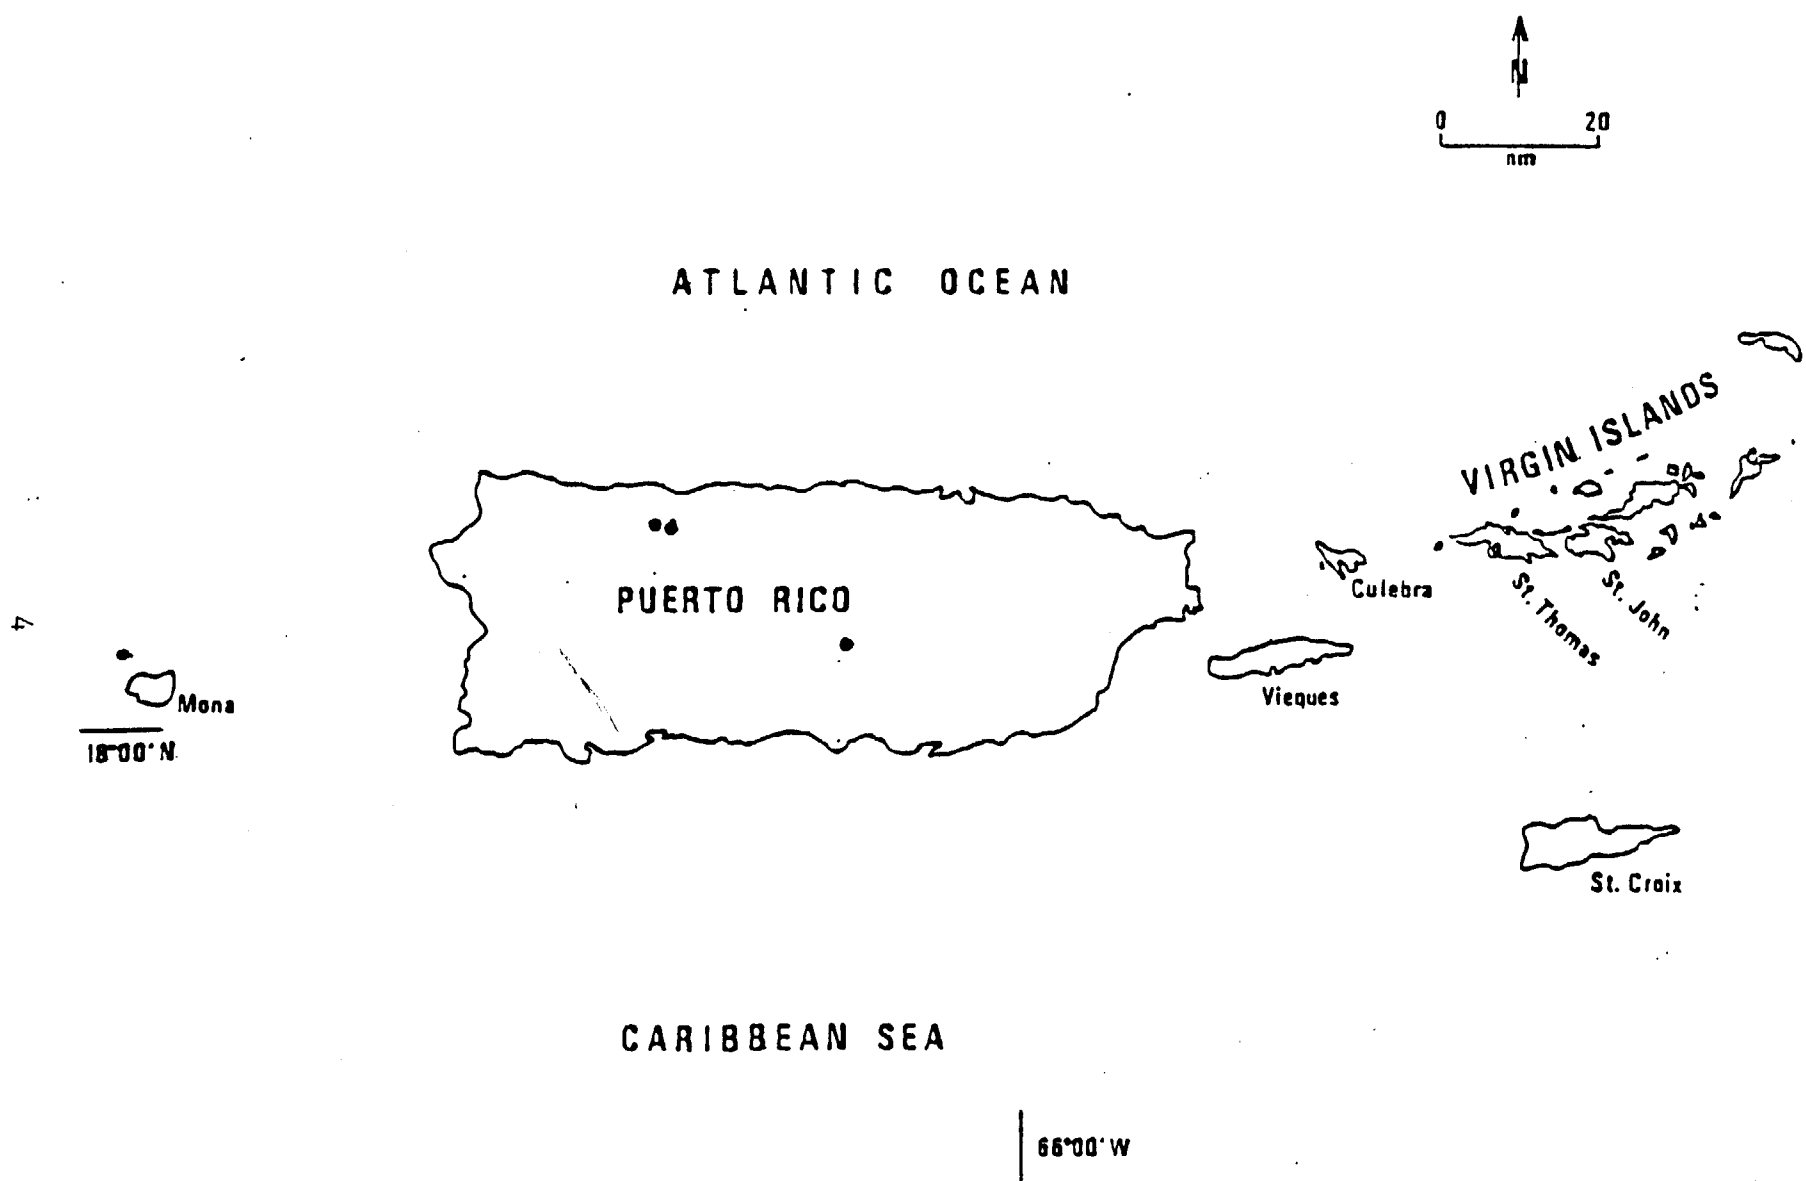 N
0 20
nm
ATLANTIC OCEAN
VIRGIN ISLANDS
PUERTO RICO
Culebra
St. Thomas
St. John
4
Mona
Vieques
18°00'N
St. Croix
CARIBBEAN SEA
66°00'W